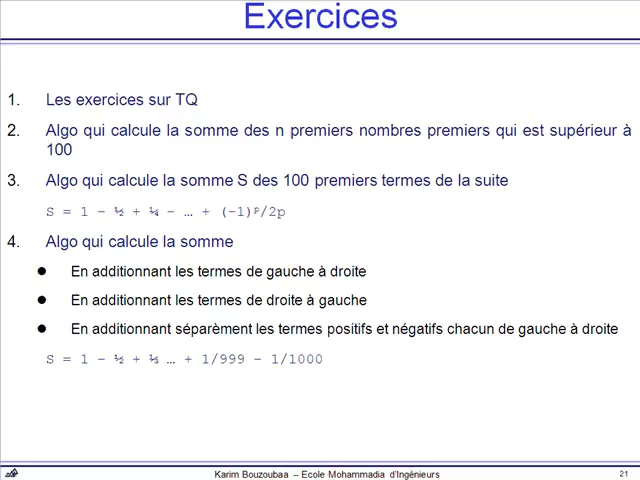 Exercices
1. Les exercices sur TQ
2. Algo qui calcule la somme des n premiers nombres premiers qui est supérieur à
100
3. Algo qui calcule la somme S des 100 premiers termes de la suite
S = 1 – ½ + ¼ – … + (–1)ᵖ/2p
4. Algo qui calcule la somme
● En additionnant les termes de gauche à droite
● En additionnant les termes de droite à gauche
● En additionnant séparèment les termes positifs et négatifs chacun de gauche à droite
S = 1 – ½ + ⅓ … + 1/999 – 1/1000
Karim Bouzoubaa – Ecole Mohammadia d'Ingénieurs
21